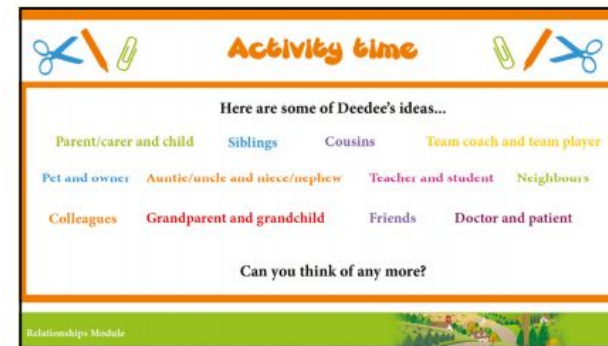 Activity time
Here are some of Deedee's ideas...
Parent/carer and child Siblings Cousins Team coach and team player
Pet and owner Auntie/uncle and niece/nephew Teacher and student Neighbours
Colleagues Grandparent and grandchild Friends Doctor and patient
Can you think of any more?
Relationships Module